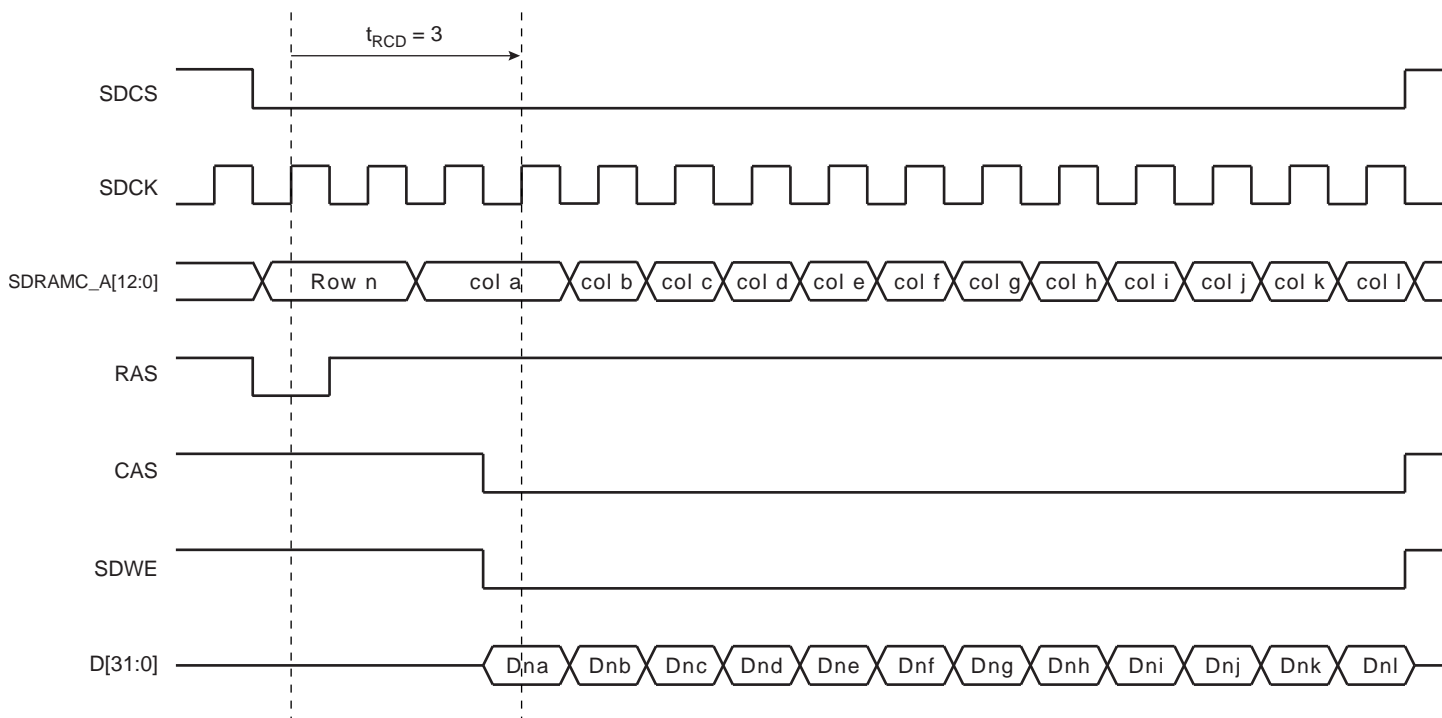 tRCD = 3
SDCS
SDCK
SDRAMC_A[12:0] Row n col a col b col c col d col e col f col g col h col i col j col k col l
RAS
CAS
SDWE
D[31:0] Dna Dnb Dnc Dnd Dne Dnf Dng Dnh Dni Dnj Dnk Dnl